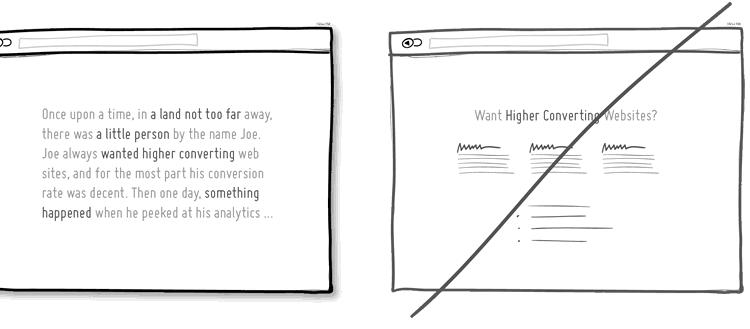 Once upon a time, in a land not too far away,
there was a little person by the name Joe.
Joe always wanted higher converting web
sites, and for the most part his conversion
rate was decent. Then one day, something
happened when he peeked at his analytics ...
Want Higher Converting Websites?